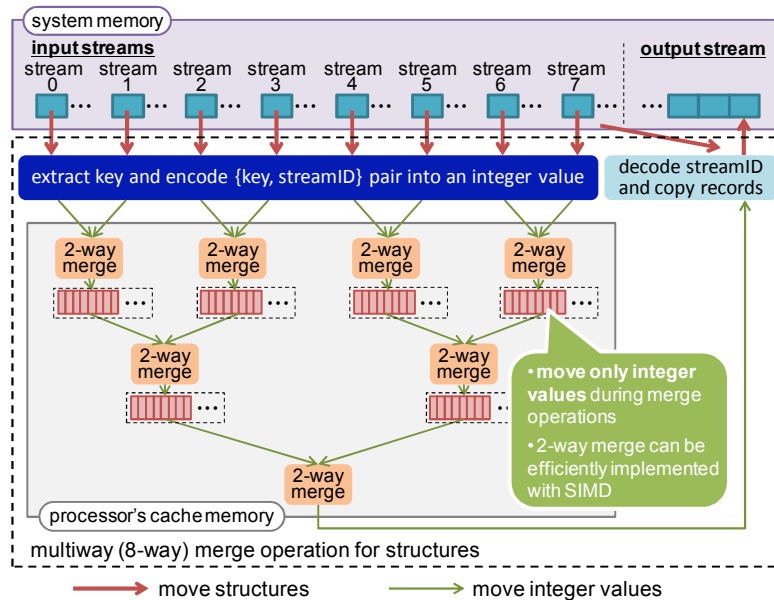 system memory
input streams
output stream
stream 0
stream 1
stream 2
stream 3
stream 4
stream 5
stream 6
stream 7
... ... ... ... ... ... ... ... ...
extract key and encode {key, streamID} pair into an integer value
decode streamID
and copy records
2-way
merge
2-way
merge
2-way
merge
2-way
merge
... ... ... ...
2-way
merge
2-way
merge
... ...
• move only integer
values during merge
operations
• 2-way merge can be
efficiently implemented
with SIMD
2-way
merge
processor's cache memory
multiway (8-way) merge operation for structures
move structures
move integer values